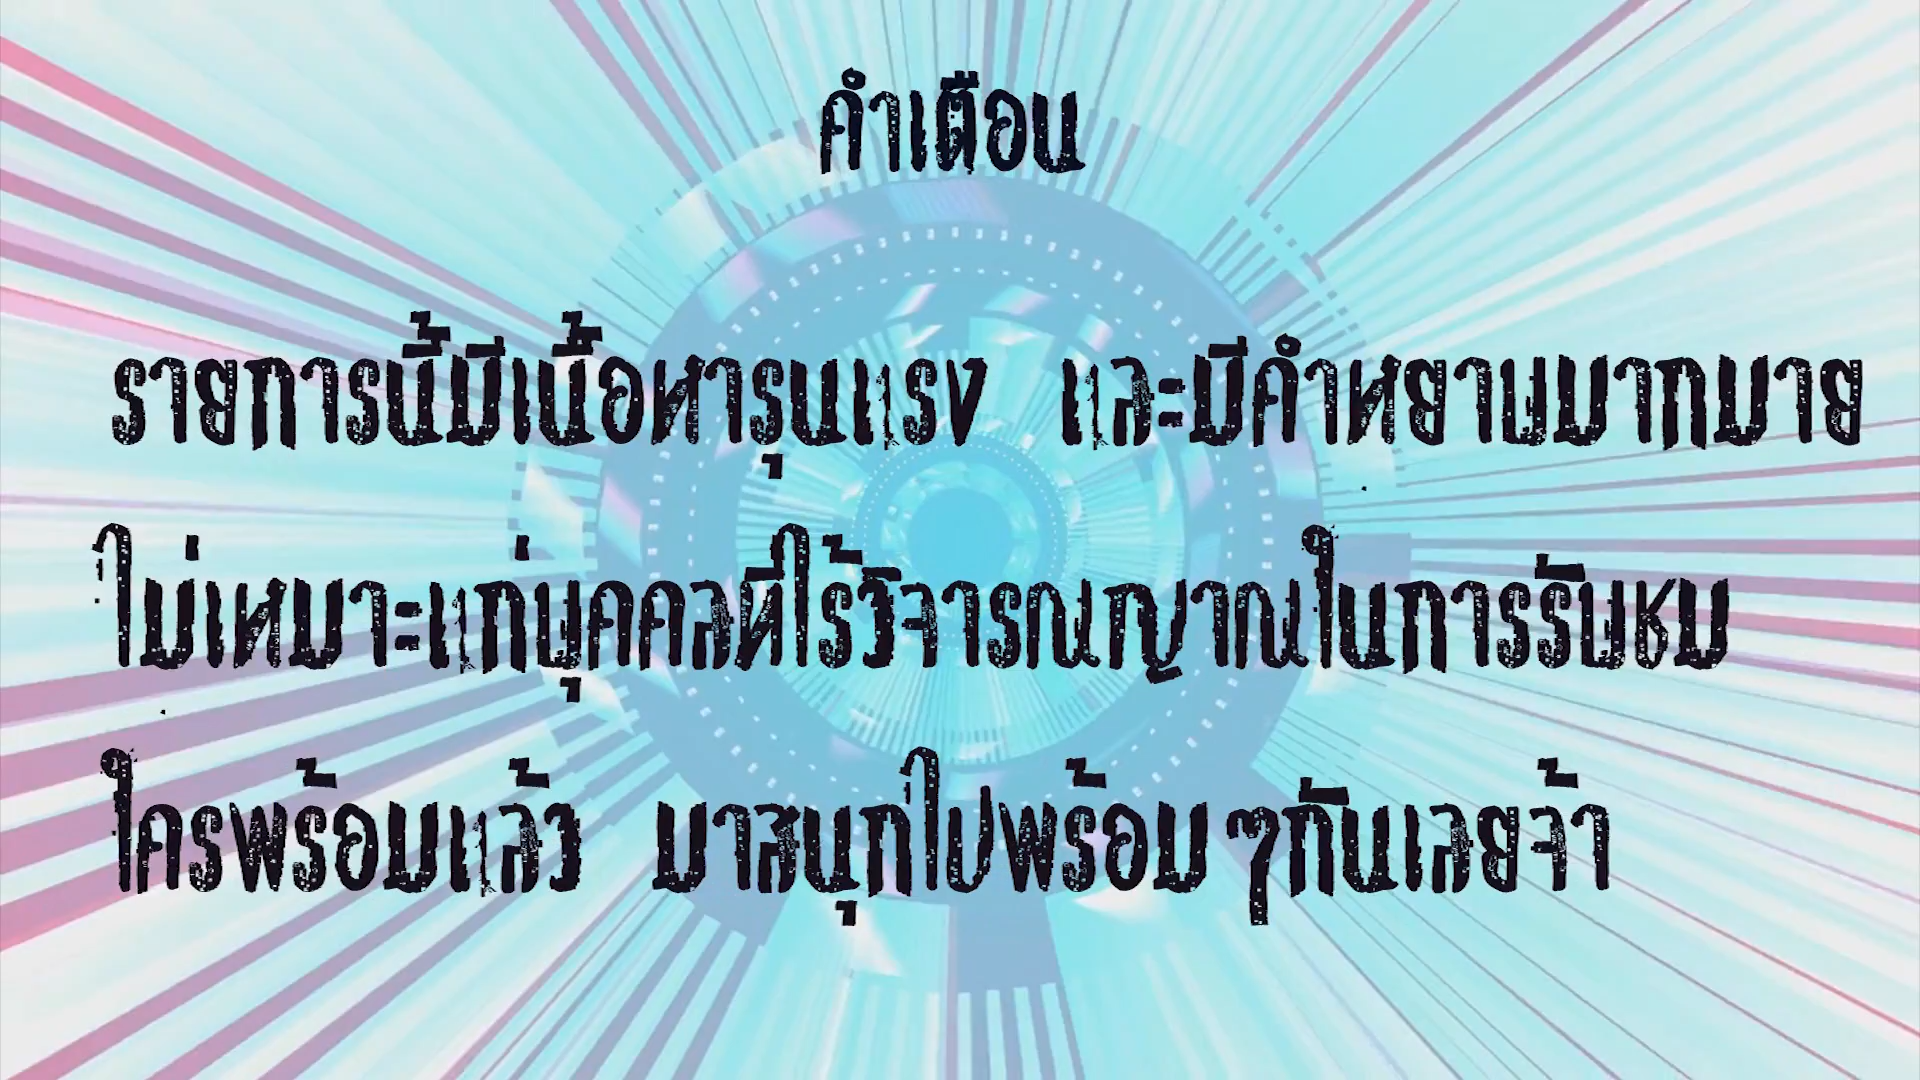 คำเตือน
รายการนี้มีเนื้อหารุนแรง และมีคำหยาบมากมาย
ไม่เหมาะแก่บุคคลที่ไร้วิจารณญาณในการรับชม
ใครพร้อมแล้ว มาสนุกไปพร้อมๆกันเลยจ้า